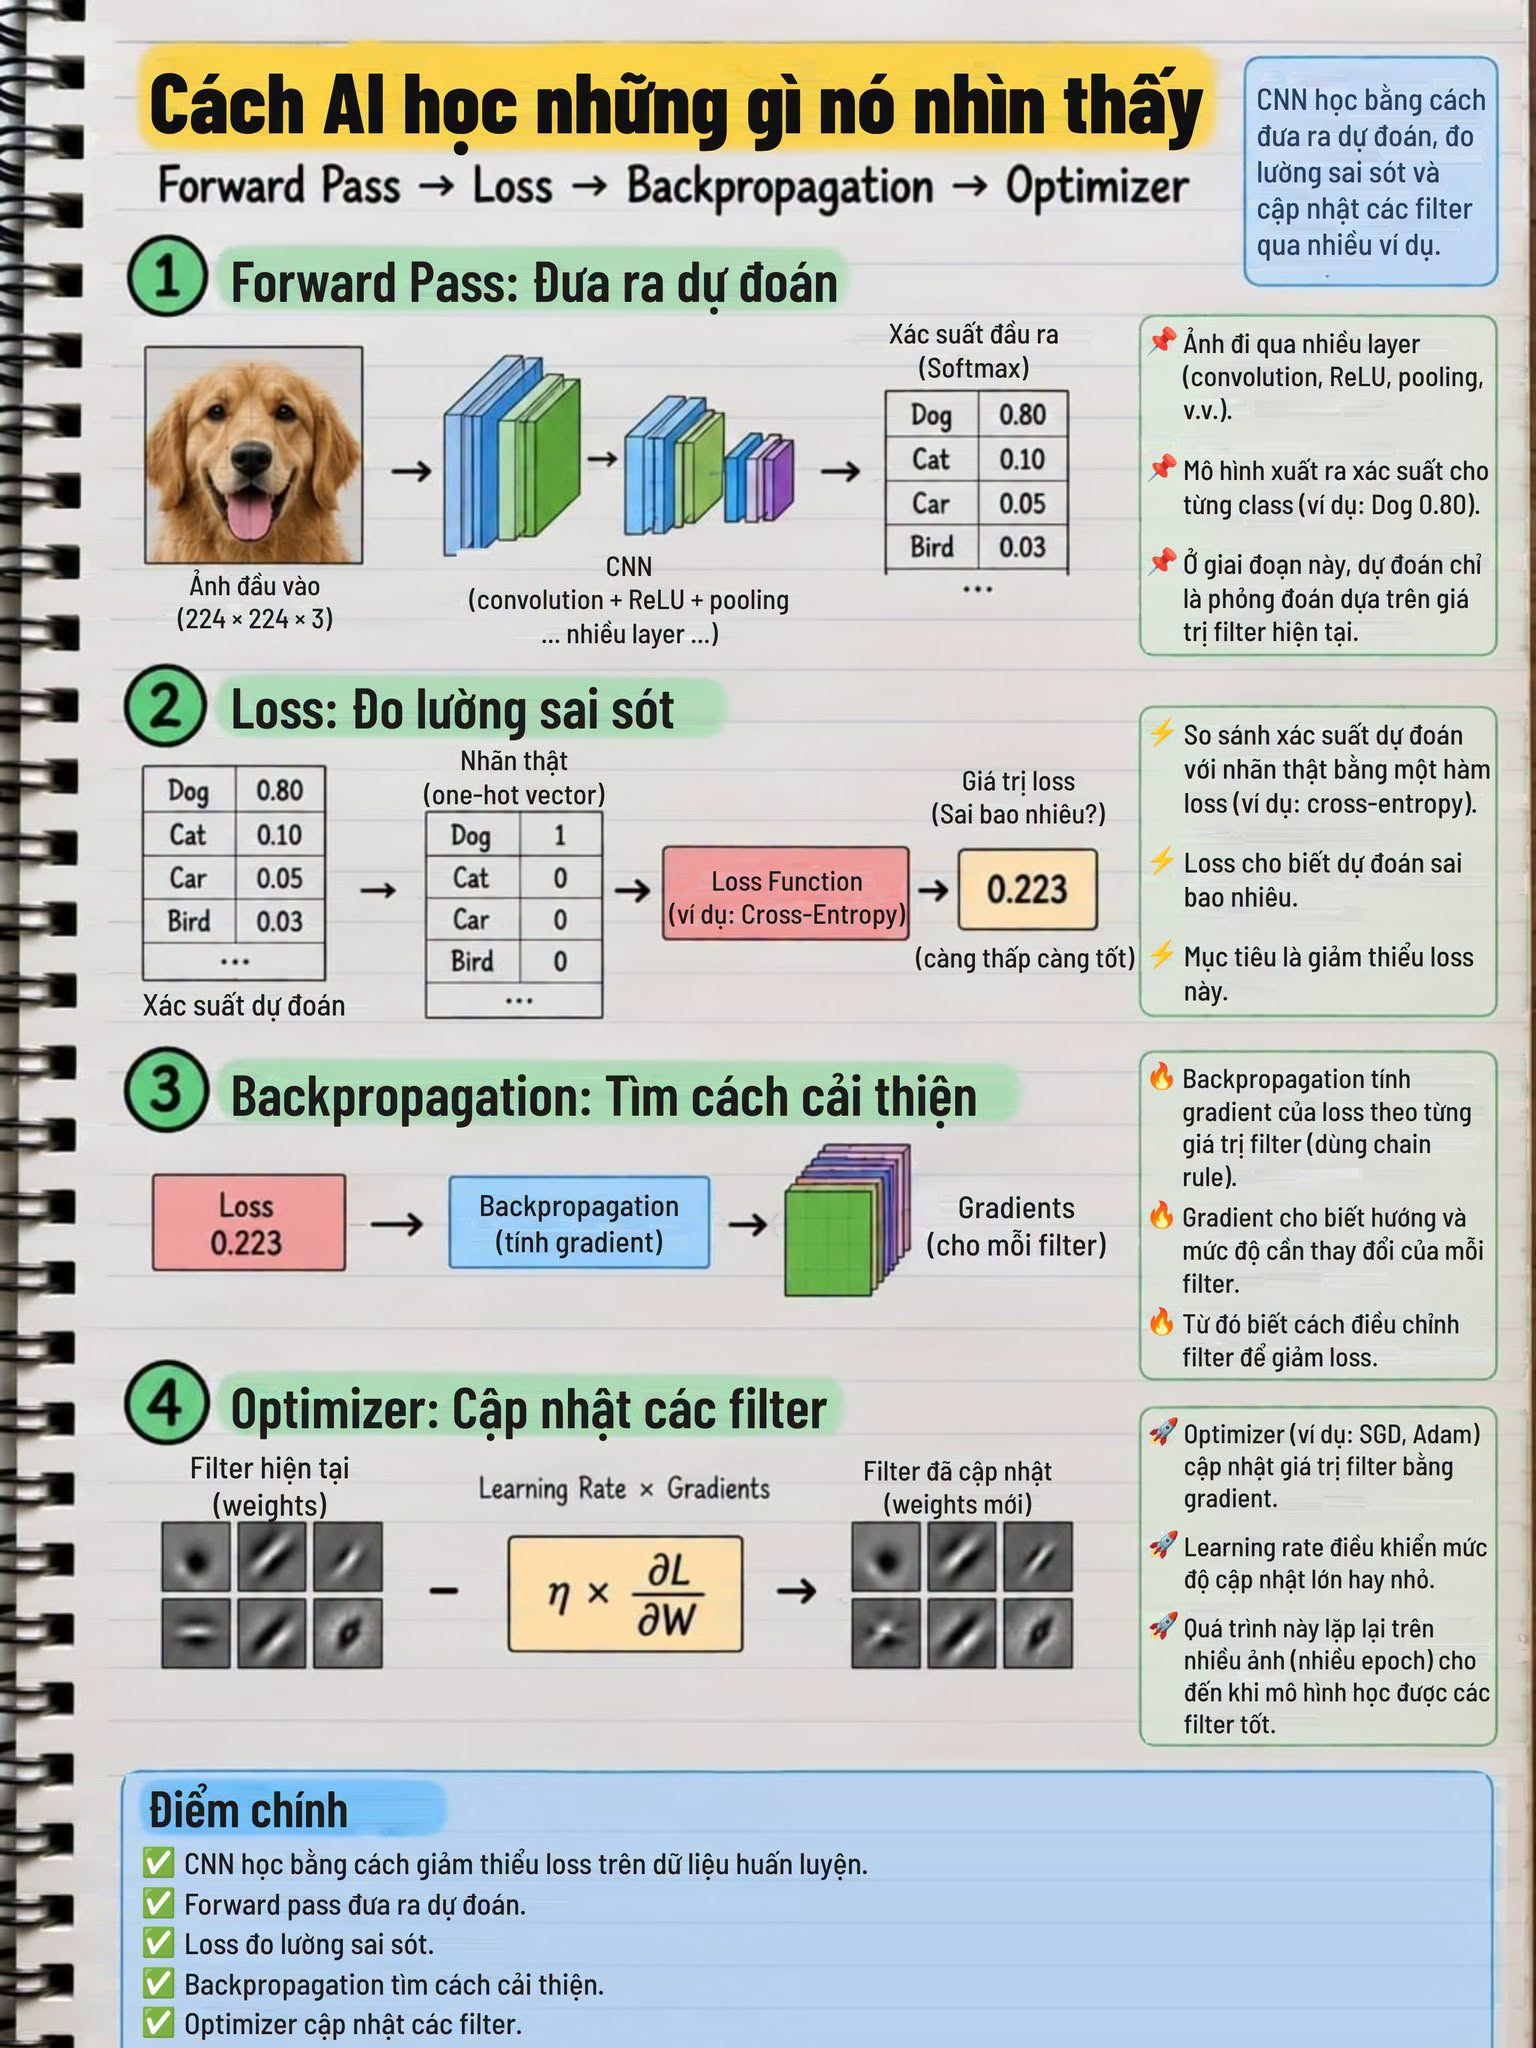 Cách AI học những gì nó nhìn thấy
Forward Pass → Loss → Backpropagation → Optimizer
CNN học bằng cách
đưa ra dự đoán, đo
lường sai sót và
cập nhật các filter
qua nhiều ví dụ.
1 Forward Pass: Đưa ra dự đoán
Ảnh đầu vào
(224 × 224 × 3)
→
→
CNN
(convolution + ReLU + pooling
... nhiều layer ...)
→
Xác suất đầu ra
(Softmax)
Dog 0.80
Cat 0.10
Car 0.05
Bird 0.03
...
📌 Ảnh đi qua nhiều layer
(convolution, ReLU, pooling,
v.v.).
📌 Mô hình xuất ra xác suất cho
từng class (ví dụ: Dog 0.80).
📌 Ở giai đoạn này, dự đoán chỉ
là phỏng đoán dựa trên giá
trị filter hiện tại.
2 Loss: Đo lường sai sót
Dog 0.80
Cat 0.10
Car 0.05
Bird 0.03
...
Xác suất dự đoán
→
Nhãn thật
(one-hot vector)
Dog 1
Cat 0
Car 0
Bird 0
...
→
Loss Function
(ví dụ: Cross-Entropy)
→
Giá trị loss
(Sai bao nhiêu?)
0.223
(càng thấp càng tốt)
⚡ So sánh xác suất dự đoán
với nhãn thật bằng một hàm
loss (ví dụ: cross-entropy).
⚡ Loss cho biết dự đoán sai
bao nhiêu.
⚡ Mục tiêu là giảm thiểu loss
này.
3 Backpropagation: Tìm cách cải thiện
Loss
0.223
→
Backpropagation
(tính gradient)
→
Gradients
(cho mỗi filter)
🔥 Backpropagation tính
gradient của loss theo từng
giá trị filter (dùng chain
rule).
🔥 Gradient cho biết hướng và
mức độ cần thay đổi của mỗi
filter.
🔥 Từ đó biết cách điều chỉnh
filter để giảm loss.
4 Optimizer: Cập nhật các filter
Filter hiện tại
(weights)
−
Learning Rate × Gradients
η × ∂L/∂W
→
Filter đã cập nhật
(weights mới)
🚀 Optimizer (ví dụ: SGD, Adam)
cập nhật giá trị filter bằng
gradient.
🚀 Learning rate điều khiển mức
độ cập nhật lớn hay nhỏ.
🚀 Quá trình này lặp lại trên
nhiều ảnh (nhiều epoch) cho
đến khi mô hình học được các
filter tốt.
Điểm chính
✅ CNN học bằng cách giảm thiểu loss trên dữ liệu huấn luyện.
✅ Forward pass đưa ra dự đoán.
✅ Loss đo lường sai sót.
✅ Backpropagation tìm cách cải thiện.
✅ Optimizer cập nhật các filter.